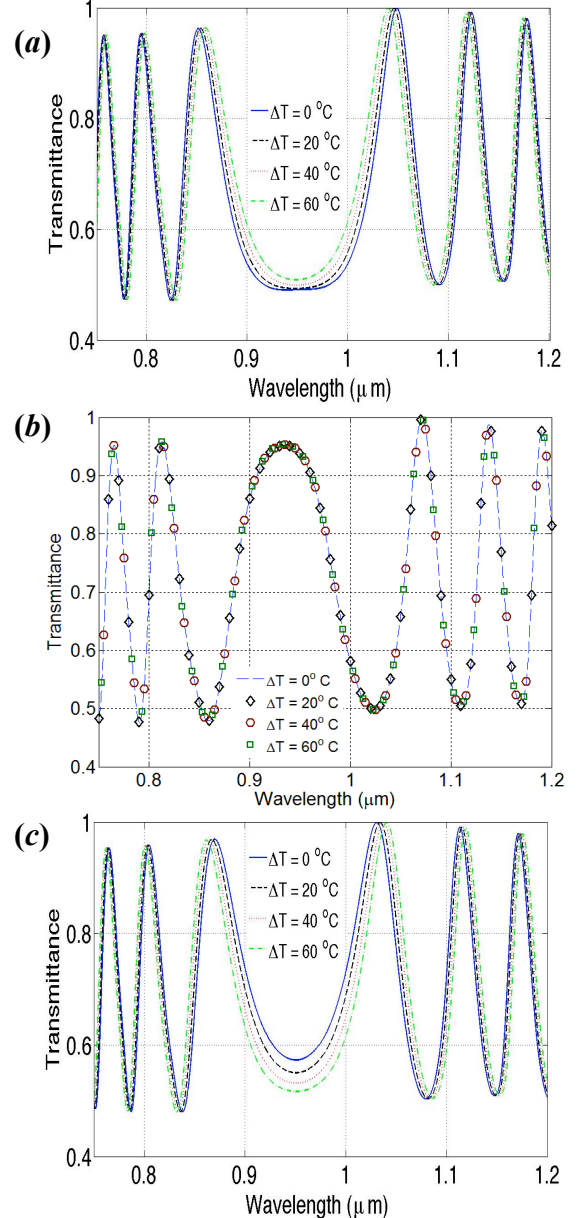 (a)
1
0.8
0.6
0.4
Transmittance
ΔT = 0 °C
ΔT = 20 °C
ΔT = 40 °C
ΔT = 60 °C
0.8 0.9 1 1.1 1.2
Wavelength (μ m)
(b)
1
0.9
0.8
0.7
0.6
0.5
0.4
Transmittance
ΔT = 0° C
ΔT = 20° C
ΔT = 40° C
ΔT = 60° C
0.8 0.9 1 1.1 1.2
Wavelength (μm)
(c)
1
0.8
0.6
0.4
Transmittance
ΔT = 0 °C
ΔT = 20 °C
ΔT = 40 °C
ΔT = 60 °C
0.8 0.9 1 1.1 1.2
Wavelength (μ m)